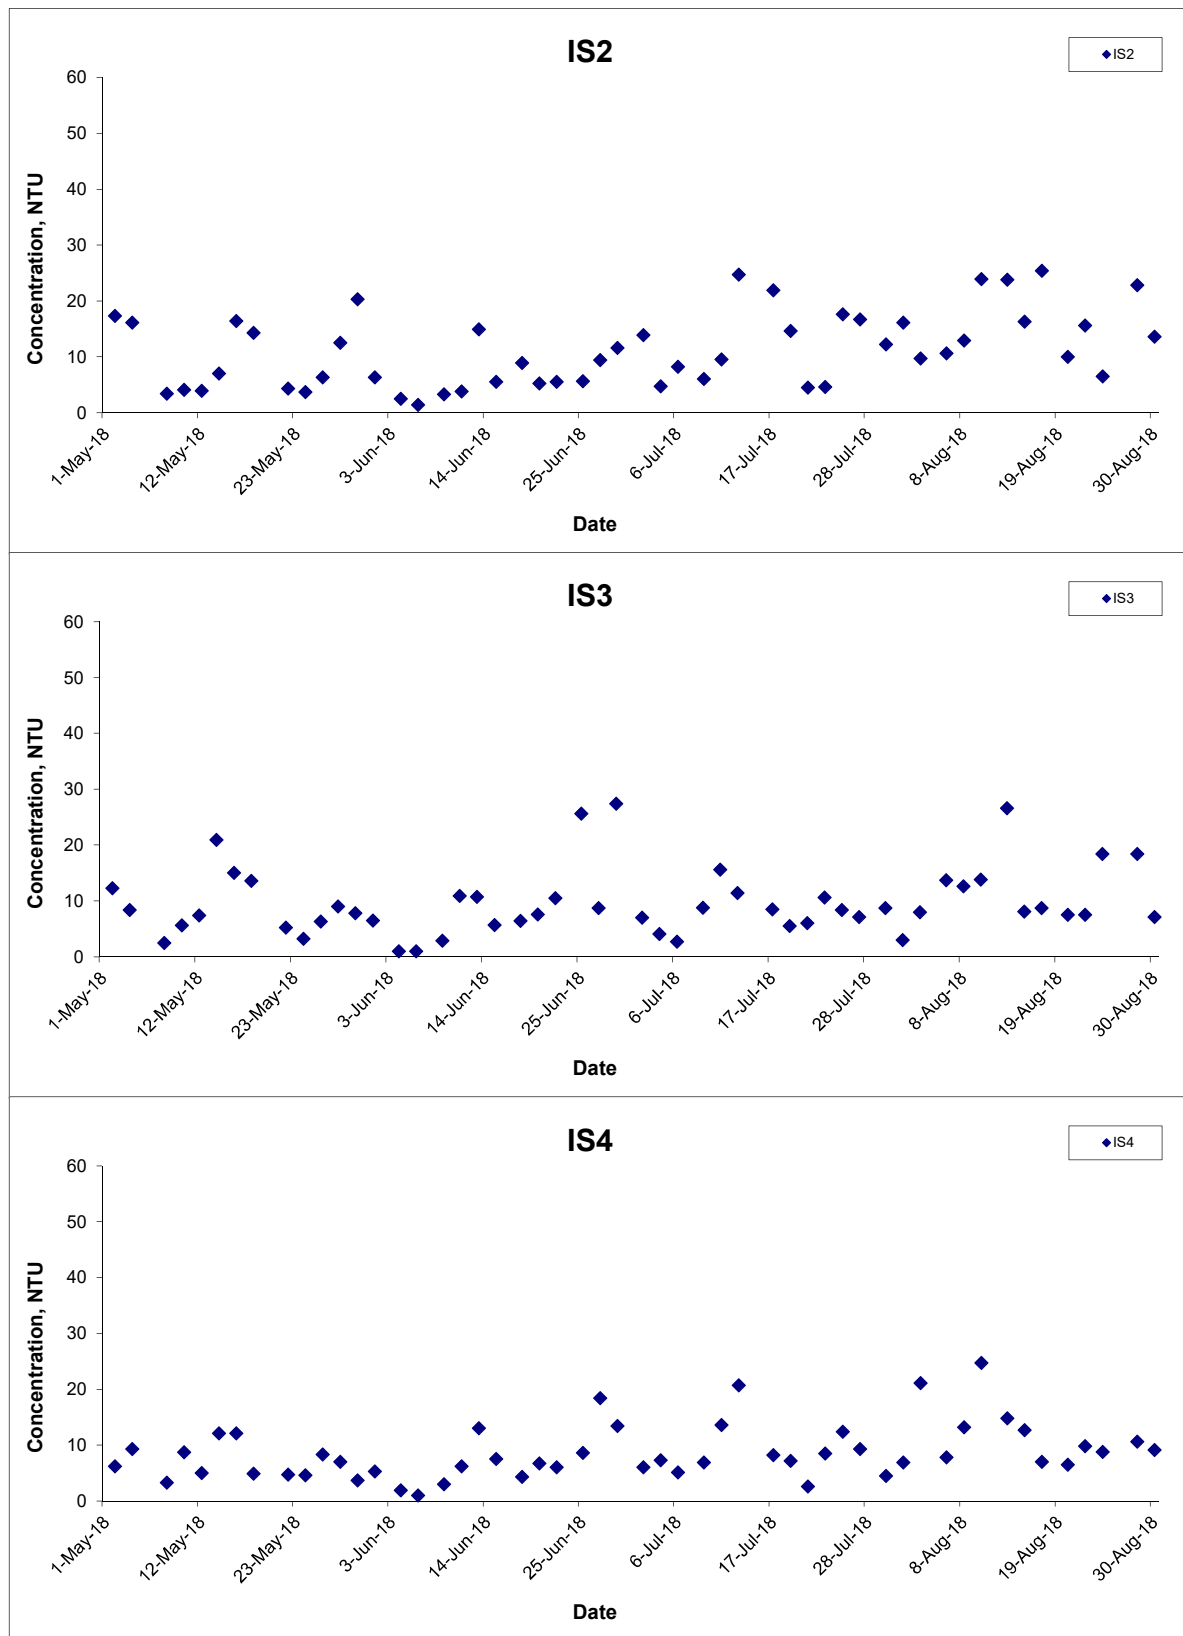 IS2
IS2
60
50
40
30
20
10
0
Concentration, NTU
1-May-18 12-May-18 23-May-18 3-Jun-18 14-Jun-18 25-Jun-18 6-Jul-18 17-Jul-18 28-Jul-18 8-Aug-18 19-Aug-18 30-Aug-18
Date
IS3
IS3
60
50
40
30
20
10
0
Concentration, NTU
1-May-18 12-May-18 23-May-18 3-Jun-18 14-Jun-18 25-Jun-18 6-Jul-18 17-Jul-18 28-Jul-18 8-Aug-18 19-Aug-18 30-Aug-18
Date
IS4
IS4
60
50
40
30
20
10
0
Concentration, NTU
1-May-18 12-May-18 23-May-18 3-Jun-18 14-Jun-18 25-Jun-18 6-Jul-18 17-Jul-18 28-Jul-18 8-Aug-18 19-Aug-18 30-Aug-18
Date